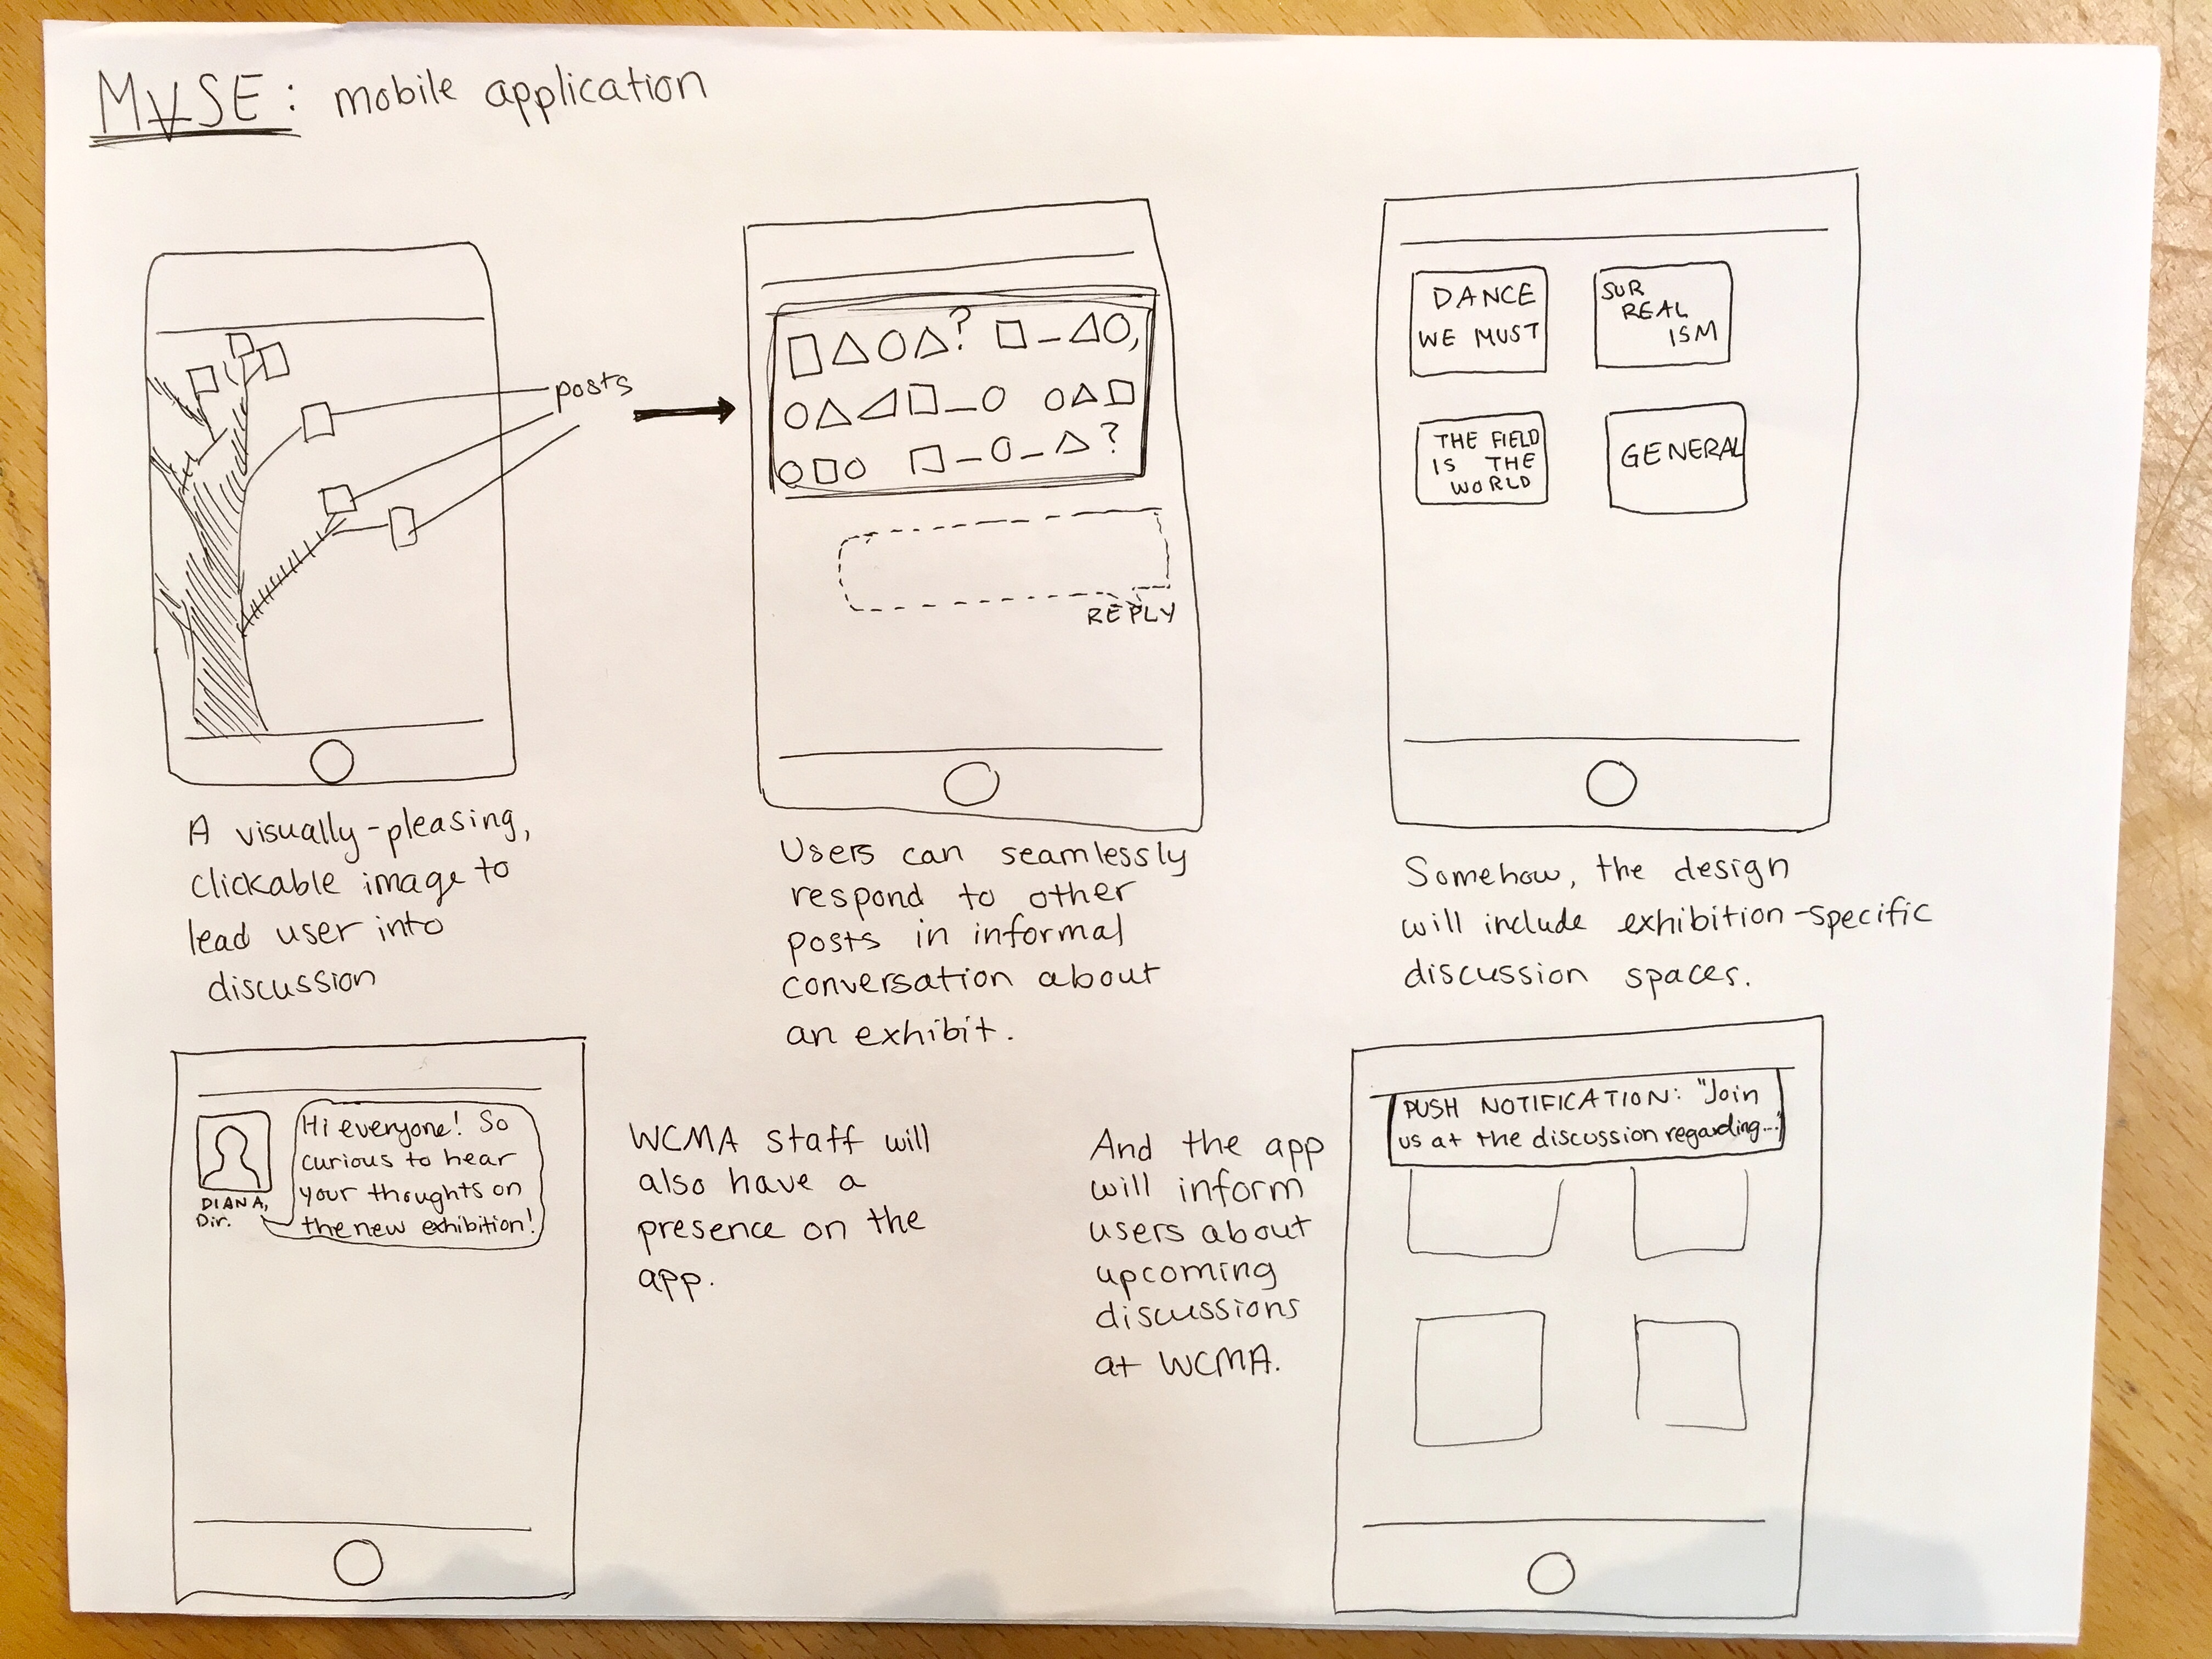 MVSE: mobile application
posts
REPLY
DANCE
WE MUST
SUR
REAL
ISM
THE FIELD
IS THE
WORLD
GENERAL
A visually-pleasing,
clickable image to
lead user into
discussion
Users can seamlessly
respond to other
posts in informal
conversation about
an exhibit.
Somehow, the design
will include exhibition-specific
discussion spaces.
DIANA,
Dir.
Hi everyone! So
curious to hear
your thoughts on
the new exhibition!
WCMA staff will
also have a
presence on the
app.
And the app
will inform
users about
upcoming
discussions
at WCMA.
PUSH NOTIFICATION: "Join
us at the discussion regarding..."